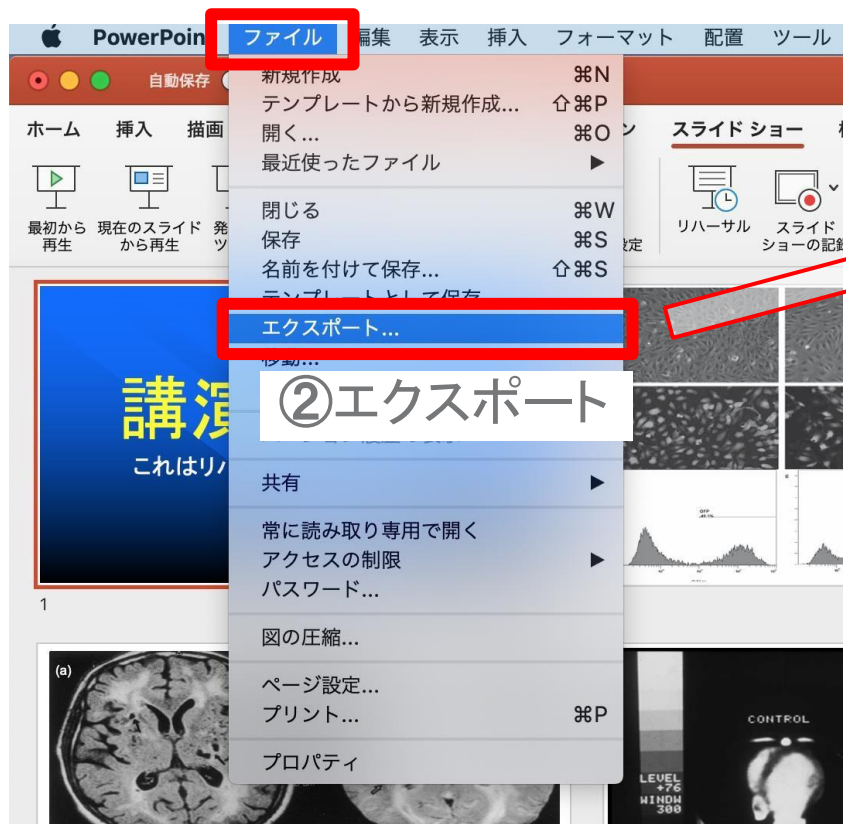 PowerPoin ファイル 編集 表示 挿入 フォーマット 配置 ツール
自動保存
ホーム 挿入 描画 スライド ショー
最初から
再生
現在のスライド
から再生
リハーサル
スライド
ショーの記録
新規作成 ⌘N
テンプレートから新規作成... ⇧⌘P
開く... ⌘O
最近使ったファイル ▶
閉じる ⌘W
保存 ⌘S
名前を付けて保存... ⇧⌘S
テンプレートとして保存
エクスポート...
移動...
②エクスポート
共有 ▶
常に読み取り専用で開く
アクセスの制限 ▶
パスワード...
図の圧縮...
ページ設定...
プリント... ⌘P
プロパティ
講演
これはリハ
1
(a)
CONTROL
LEVEL
+76
WINDW
300